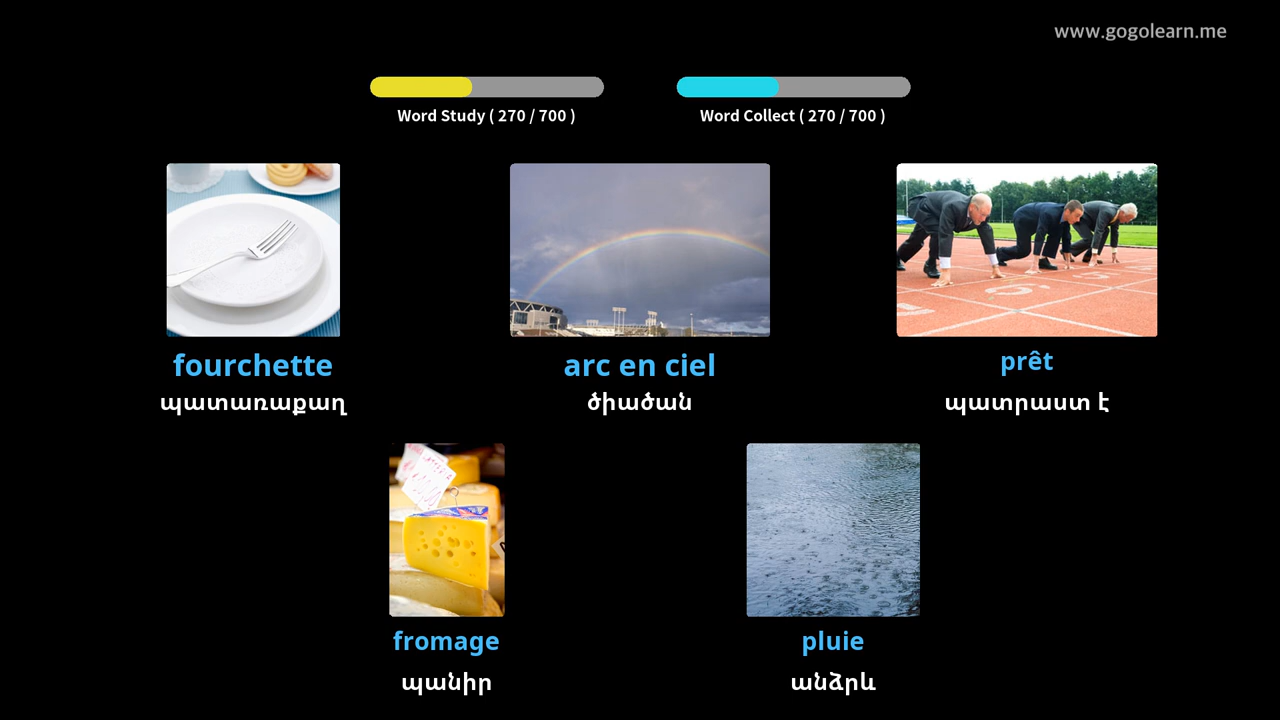 www.gogolearn.me
Word Study ( 270 / 700 )
Word Collect ( 270 / 700 )
fourchette
պատառաքաղ
arc en ciel
ծիածան
prêt
պատրաստ է
fromage
պանիր
pluie
անձրև